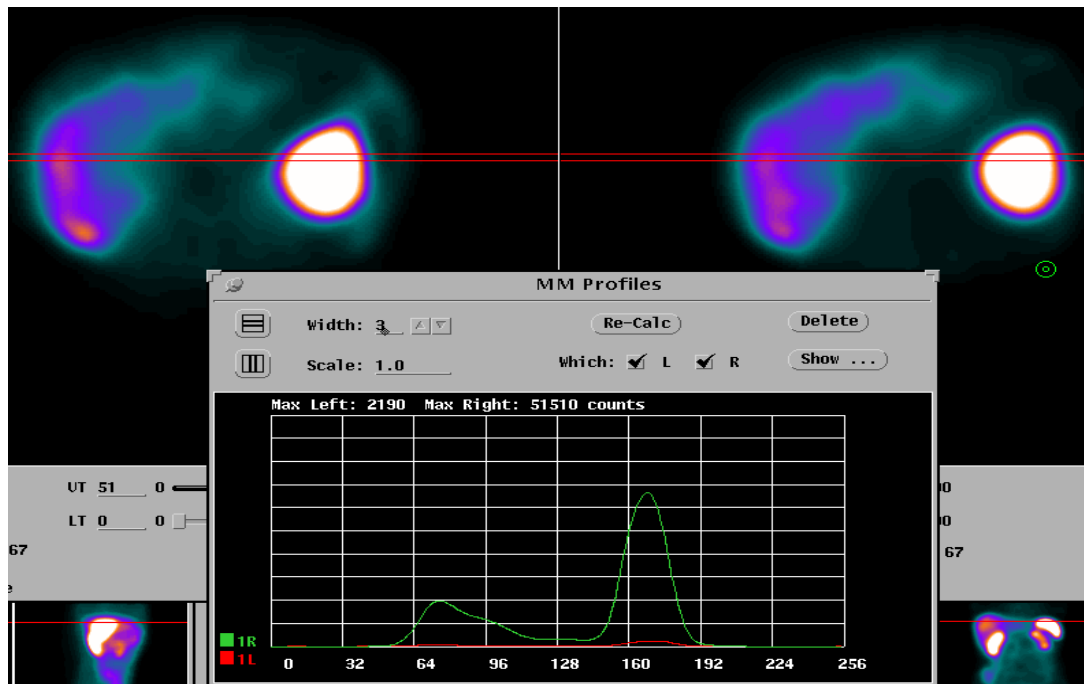 MM Profiles
Width: 3
Re-Calc
Delete
Scale: 1.0
Which: L R
Show ...
Max Left: 2190 Max Right: 51510 counts
UT 51 0
LT 0 0
67
67
1R
1L
0 32 64 96 128 160 192 224 256